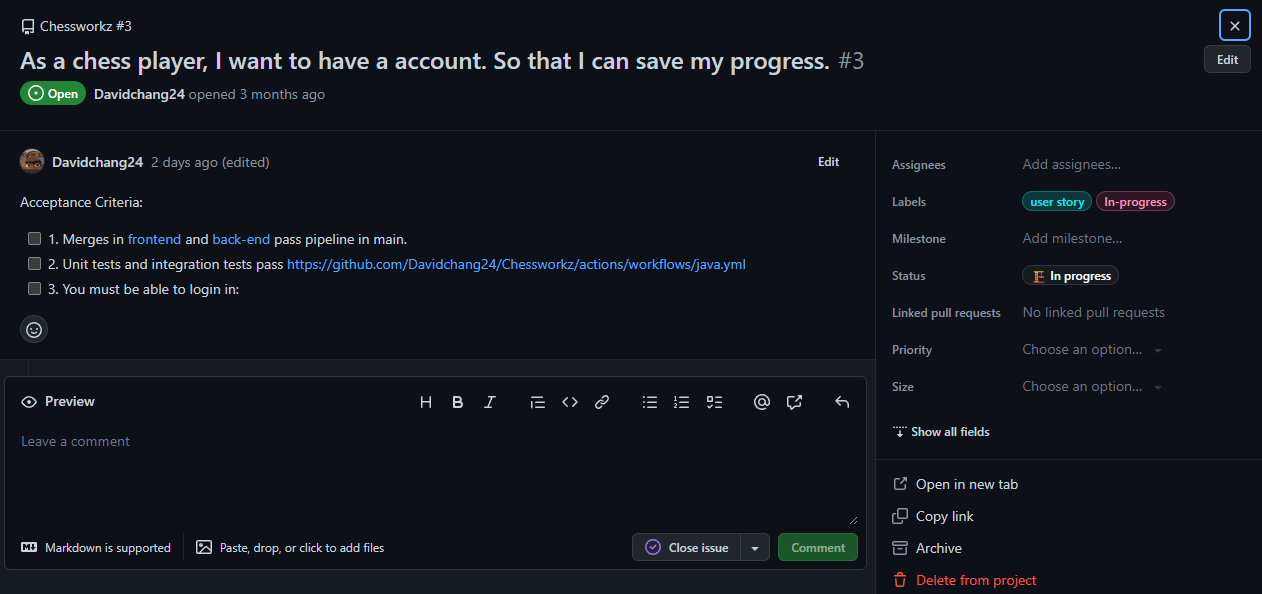 Chessworkz #3
As a chess player, I want to have a account. So that I can save my progress. #3
Edit
Open Davidchang24 opened 3 months ago
Davidchang24 2 days ago (edited)
Edit
Acceptance Criteria:
1. Merges in frontend and back-end pass pipeline in main.
2. Unit tests and integration tests pass https://github.com/Davidchang24/Chessworkz/actions/workflows/java.yml
3. You must be able to login in:
Preview
Leave a comment
Markdown is supported
Paste, drop, or click to add files
Close issue
Comment
Assignees Add assignees...
Labels user story In-progress
Milestone Add milestone...
Status In progress
Linked pull requests No linked pull requests
Priority Choose an option...
Size Choose an option...
Show all fields
Open in new tab
Copy link
Archive
Delete from project